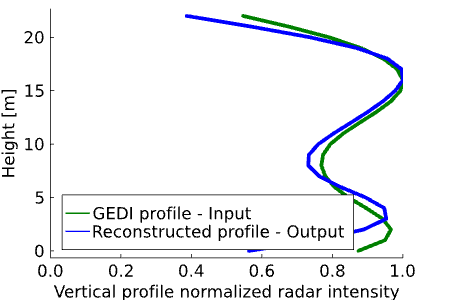 20
15
10
5
0
Height [m]
GEDI profile - Input
Reconstructed profile - Output
0.0 0.2 0.4 0.6 0.8 1.0
Vertical profile normalized radar intensity